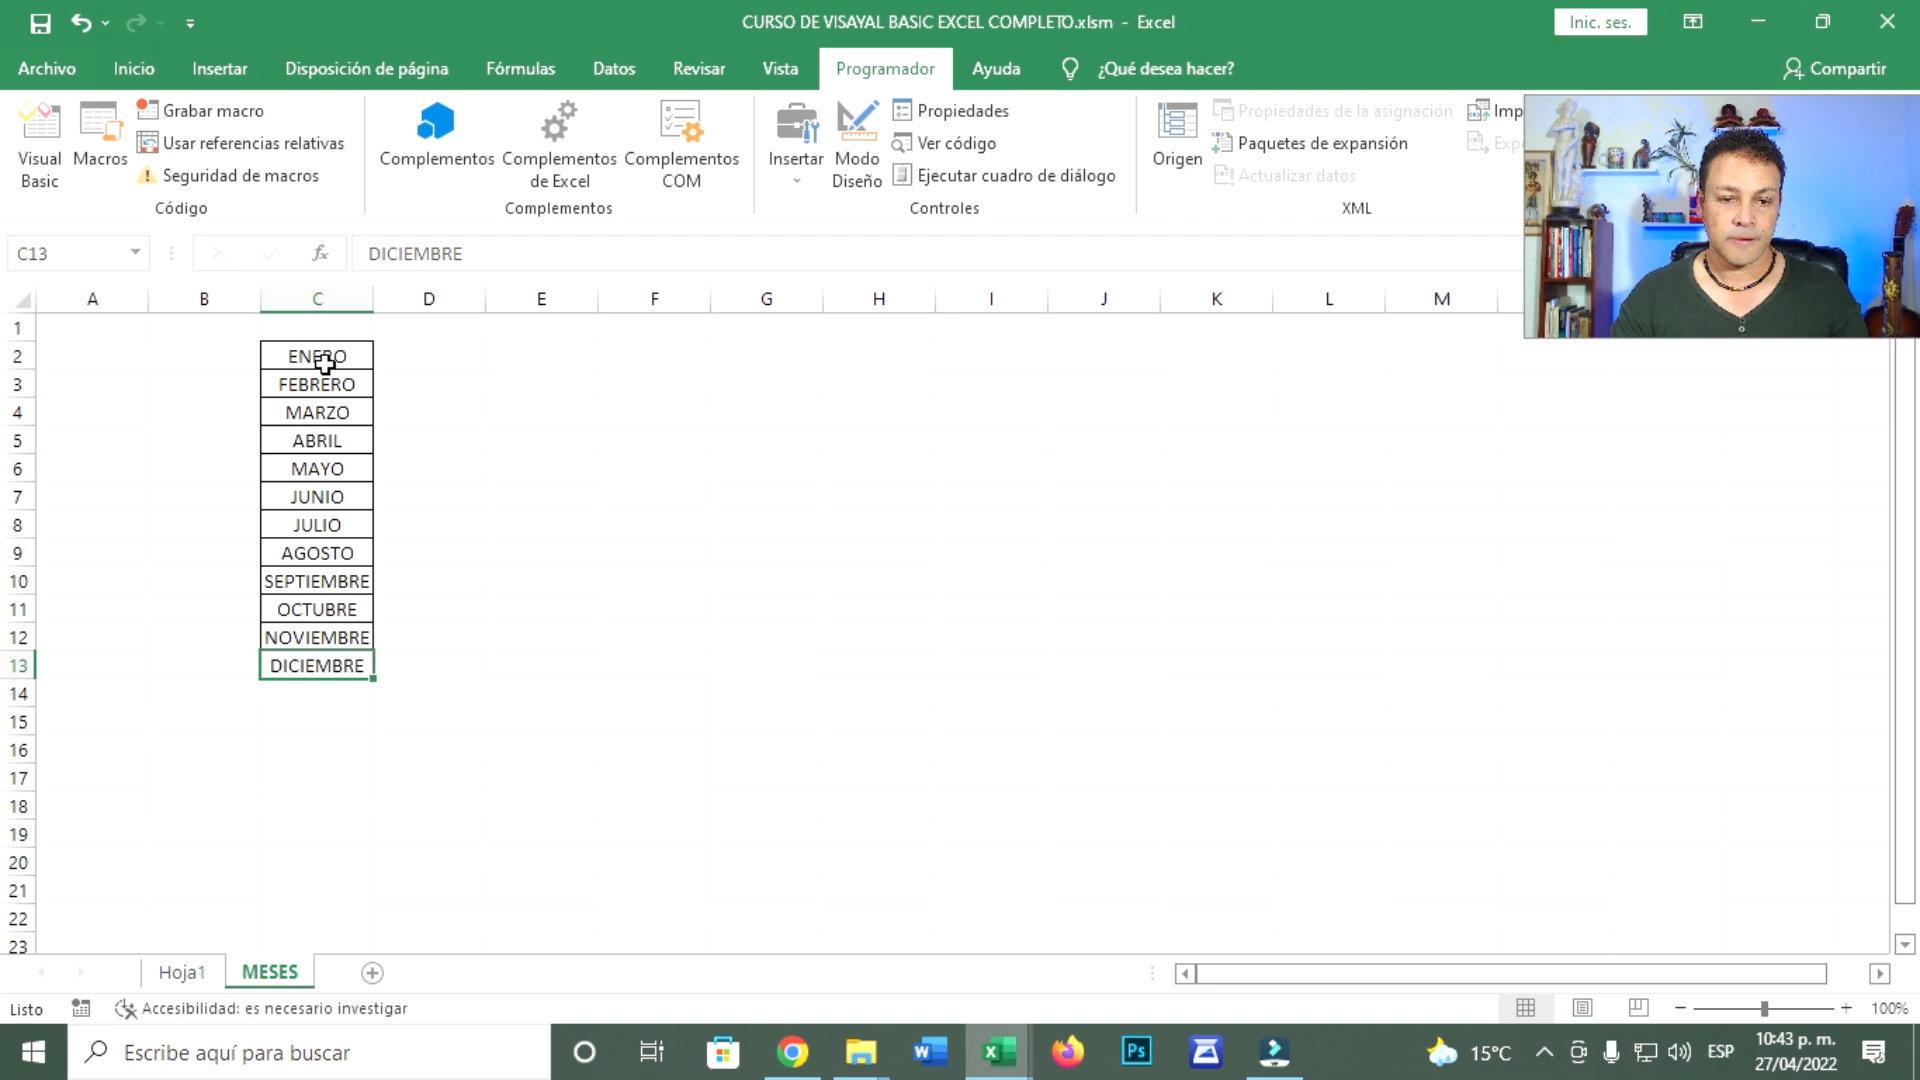 CURSO DE VISAYAL BASIC EXCEL COMPLETO.xlsm - Excel
Inic. ses.
Archivo Inicio Insertar Disposición de página Fórmulas Datos Revisar Vista Programador Ayuda ¿Qué desea hacer? Compartir
Visual Basic
Macros
Grabar macro
Usar referencias relativas
Seguridad de macros
Código
Complementos
Complementos de Excel
Complementos COM
Complementos
Insertar
Modo Diseño
Propiedades
Ver código
Ejecutar cuadro de diálogo
Controles
Origen
Propiedades de la asignación
Paquetes de expansión
Actualizar datos
XML
C13 fx DICIEMBRE
A B C D E F G H I J K L M
1
2 ENERO
3 FEBRERO
4 MARZO
5 ABRIL
6 MAYO
7 JUNIO
8 JULIO
9 AGOSTO
10 SEPTIEMBRE
11 OCTUBRE
12 NOVIEMBRE
13 DICIEMBRE
14
15
16
17
18
19
20
21
22
23
Hoja1 MESES
Listo Accesibilidad: es necesario investigar 100%
Escribe aquí para buscar
W
X
Ps
15°C ESP
10:43 p. m.
27/04/2022